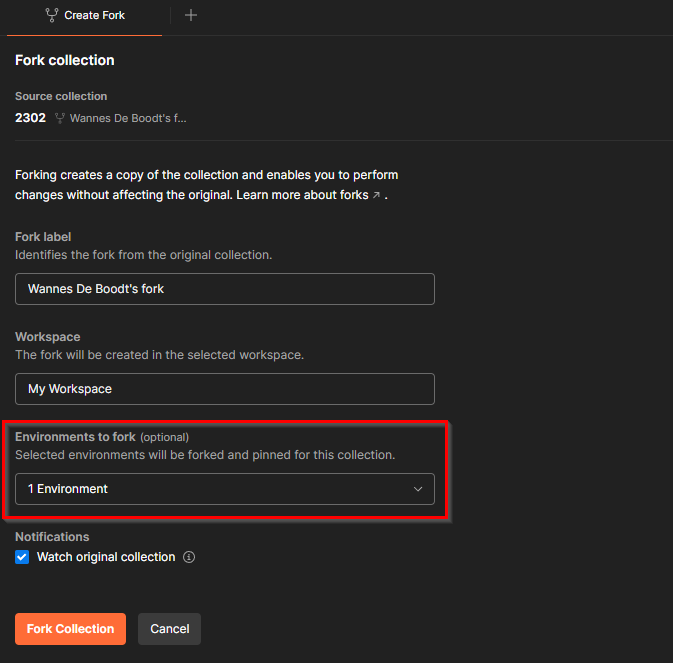 Create Fork
Fork collection
Source collection
2302 Wannes De Boodt's f...
Forking creates a copy of the collection and enables you to perform
changes without affecting the original. Learn more about forks ↗ .
Fork label
Identifies the fork from the original collection.
Wannes De Boodt's fork
Workspace
The fork will be created in the selected workspace.
My Workspace
Environments to fork (optional)
Selected environments will be forked and pinned for this collection.
1 Environment
Notifications
Watch original collection
Fork Collection Cancel